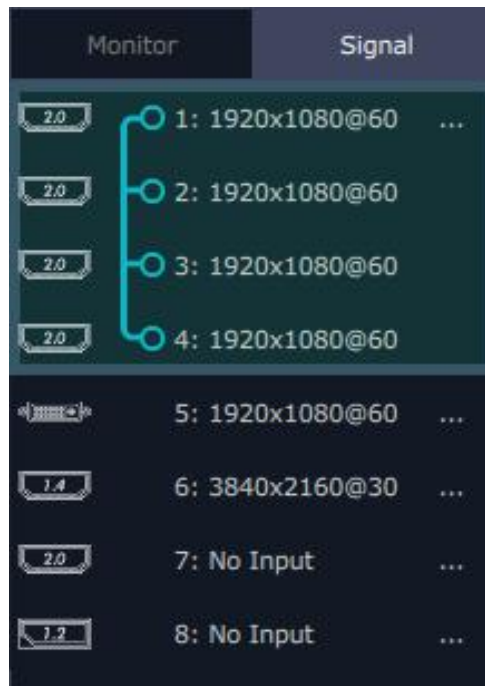 Monitor Signal
2.0 1: 1920x1080@60 ...
2.0 2: 1920x1080@60
2.0 3: 1920x1080@60
2.0 4: 1920x1080@60
5: 1920x1080@60 ...
1.4 6: 3840x2160@30 ...
2.0 7: No Input ...
1.2 8: No Input ...